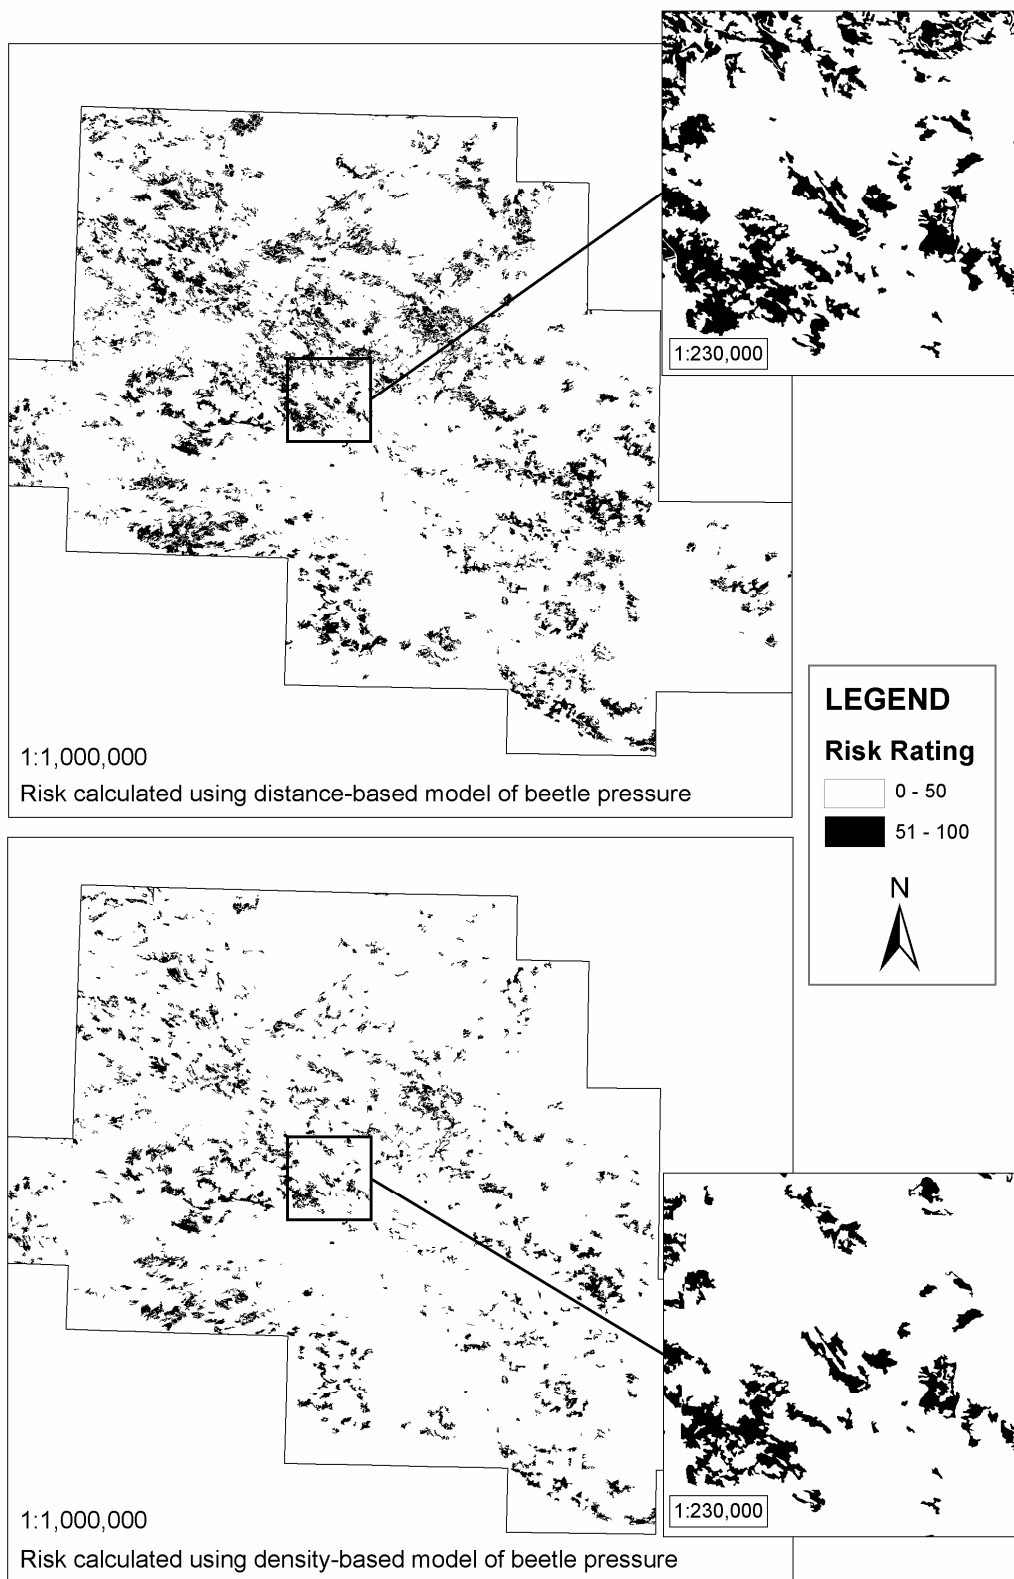 1:230,000
1:1,000,000
Risk calculated using distance-based model of beetle pressure
LEGEND
Risk Rating
0 - 50
51 - 100
N
1:230,000
1:1,000,000
Risk calculated using density-based model of beetle pressure